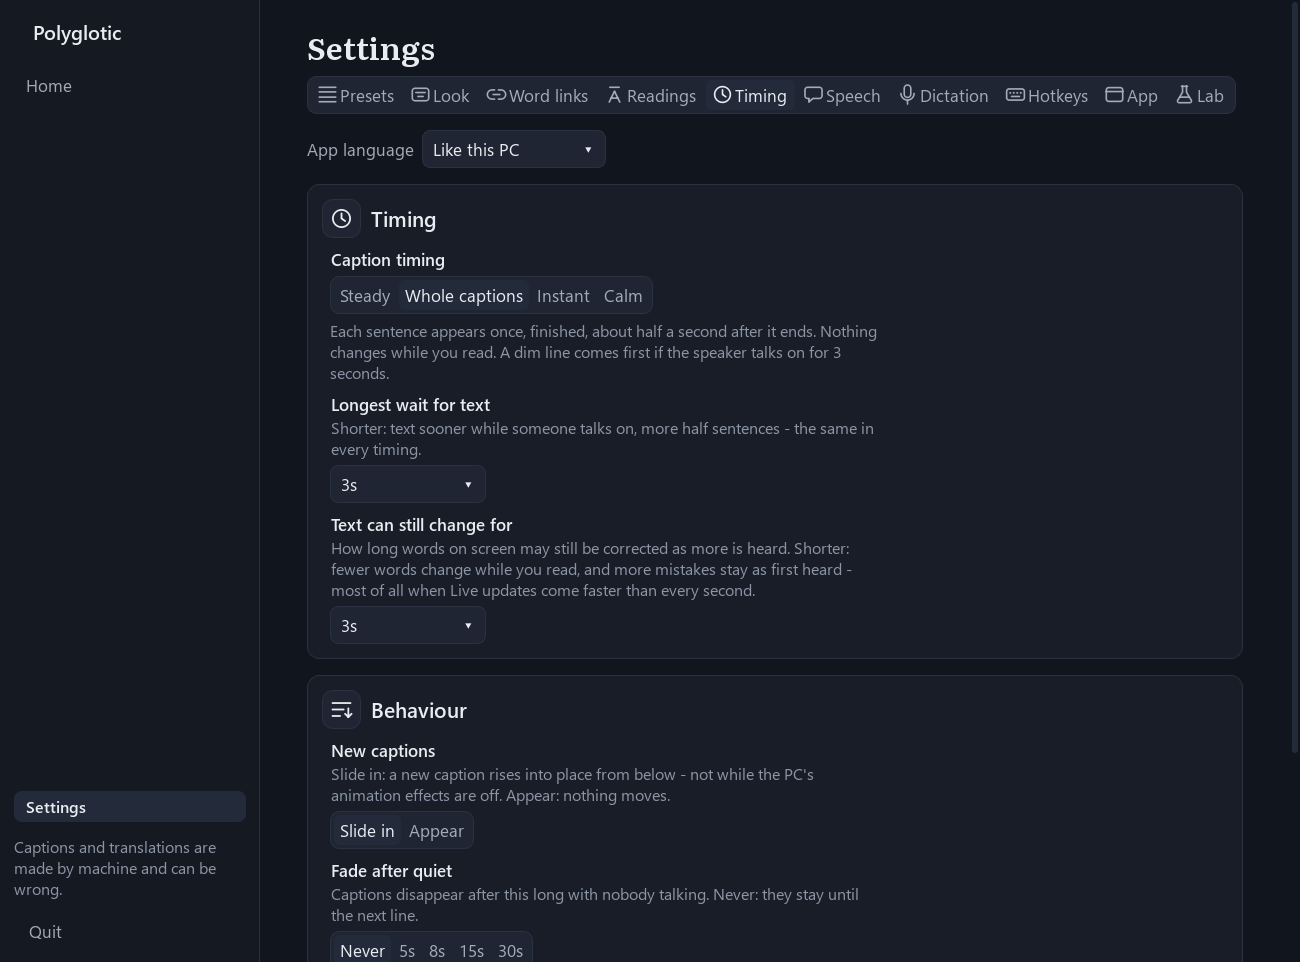 Polyglotic
Home
Settings
Captions and translations are
made by machine and can be
wrong.
Quit
Settings
Presets Look Word links Readings Timing Speech Dictation Hotkeys App Lab
App language Like this PC
Timing
Caption timing
Steady Whole captions Instant Calm
Each sentence appears once, finished, about half a second after it ends. Nothing
changes while you read. A dim line comes first if the speaker talks on for 3
seconds.
Longest wait for text
Shorter: text sooner while someone talks on, more half sentences - the same in
every timing.
3s
Text can still change for
How long words on screen may still be corrected as more is heard. Shorter:
fewer words change while you read, and more mistakes stay as first heard -
most of all when Live updates come faster than every second.
3s
Behaviour
New captions
Slide in: a new caption rises into place from below - not while the PC's
animation effects are off. Appear: nothing moves.
Slide in Appear
Fade after quiet
Captions disappear after this long with nobody talking. Never: they stay until
the next line.
Never 5s 8s 15s 30s